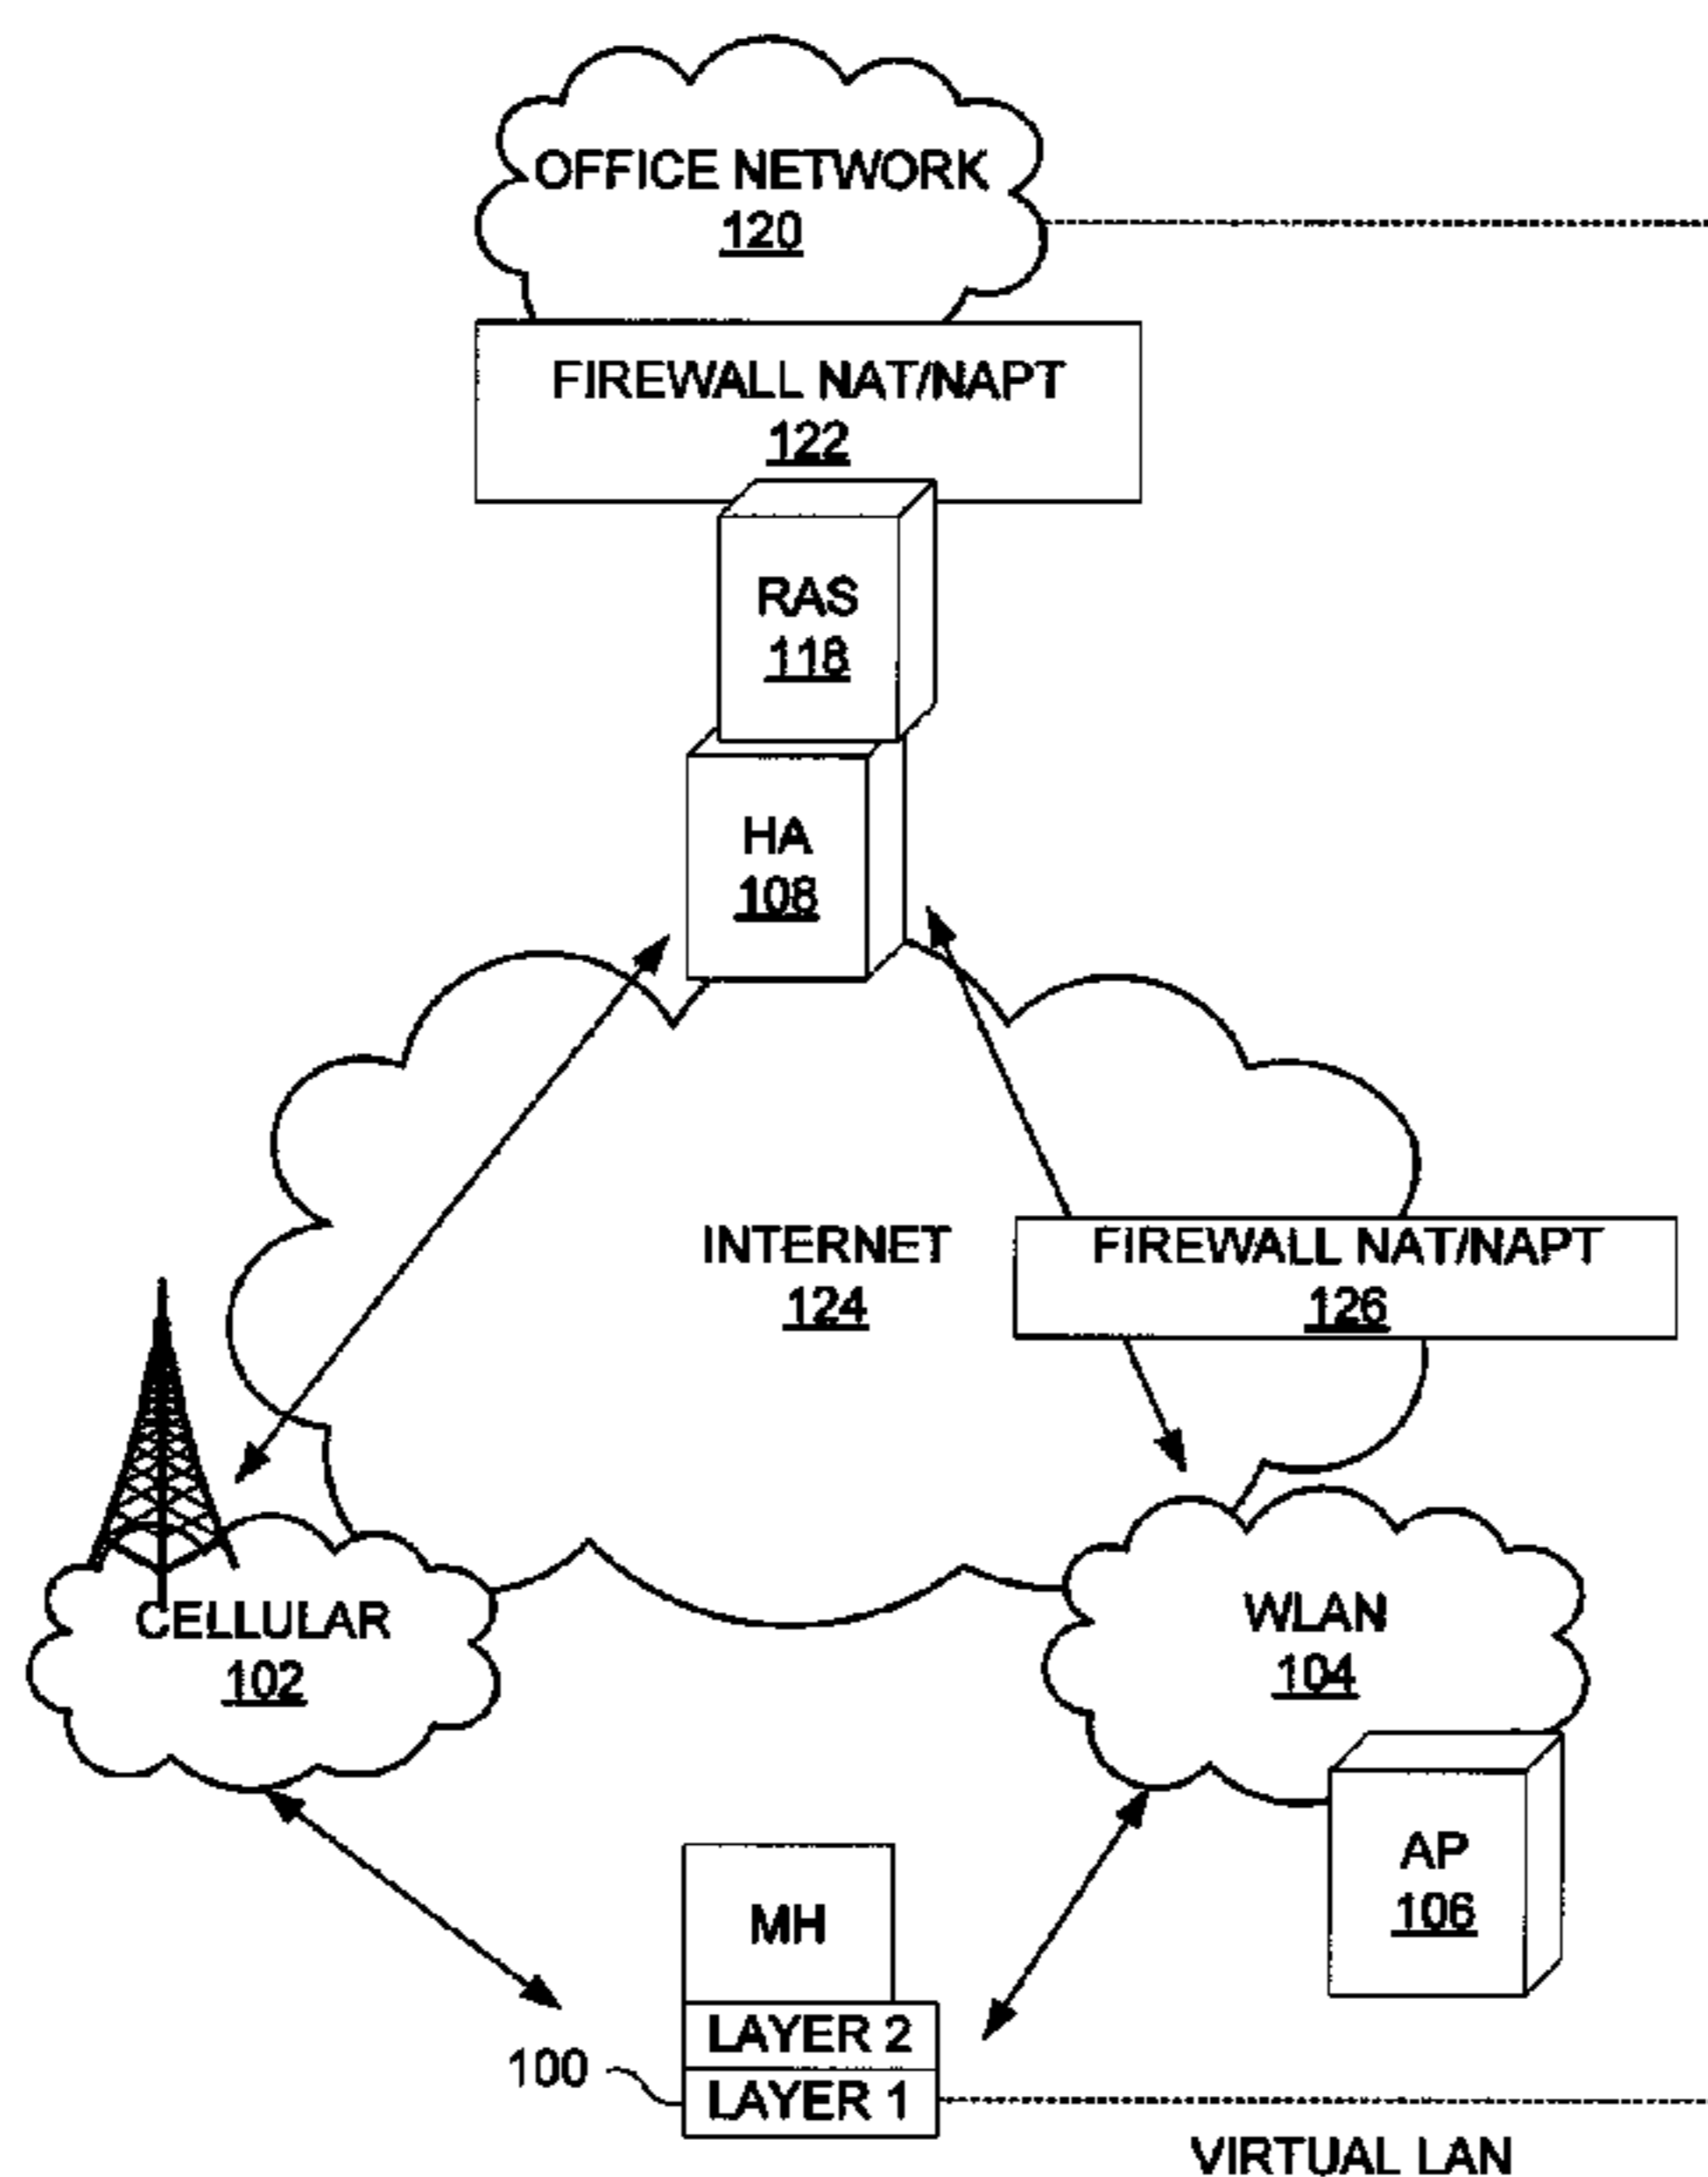 OFFICE NETWORK
120
FIREWALL NAT/NAPT
122
RAS
118
HA
108
INTERNET
124
FIREWALL NAT/NAPT
126
CELLULAR
102
WLAN
104
AP
106
MH
LAYER 2
100
LAYER 1
VIRTUAL LAN